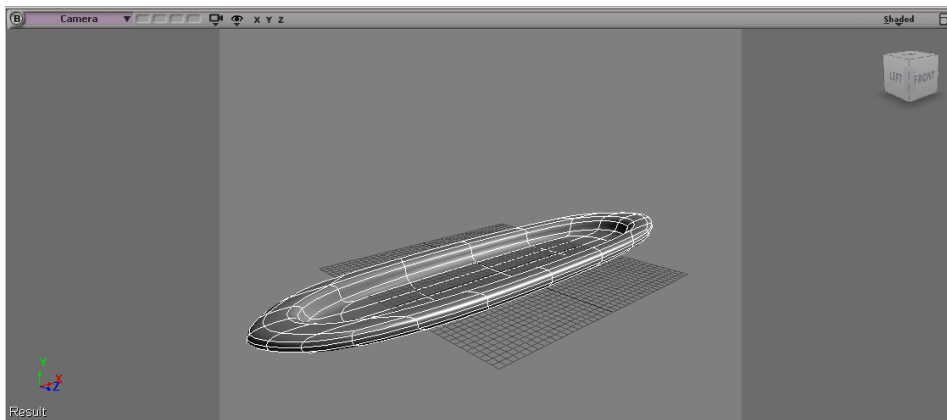 B Camera X Y Z Shaded
LEFT FRONT
Y
X
Z
Result